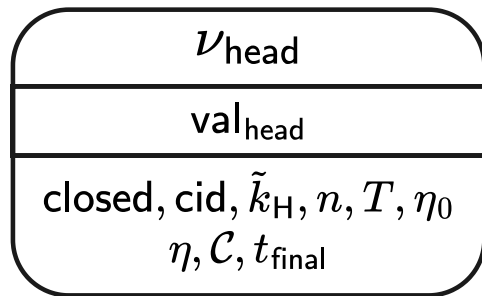 ν_head
val_head
closed, cid, k̃_H, n, T, η_0
η, 𝒞, t_final